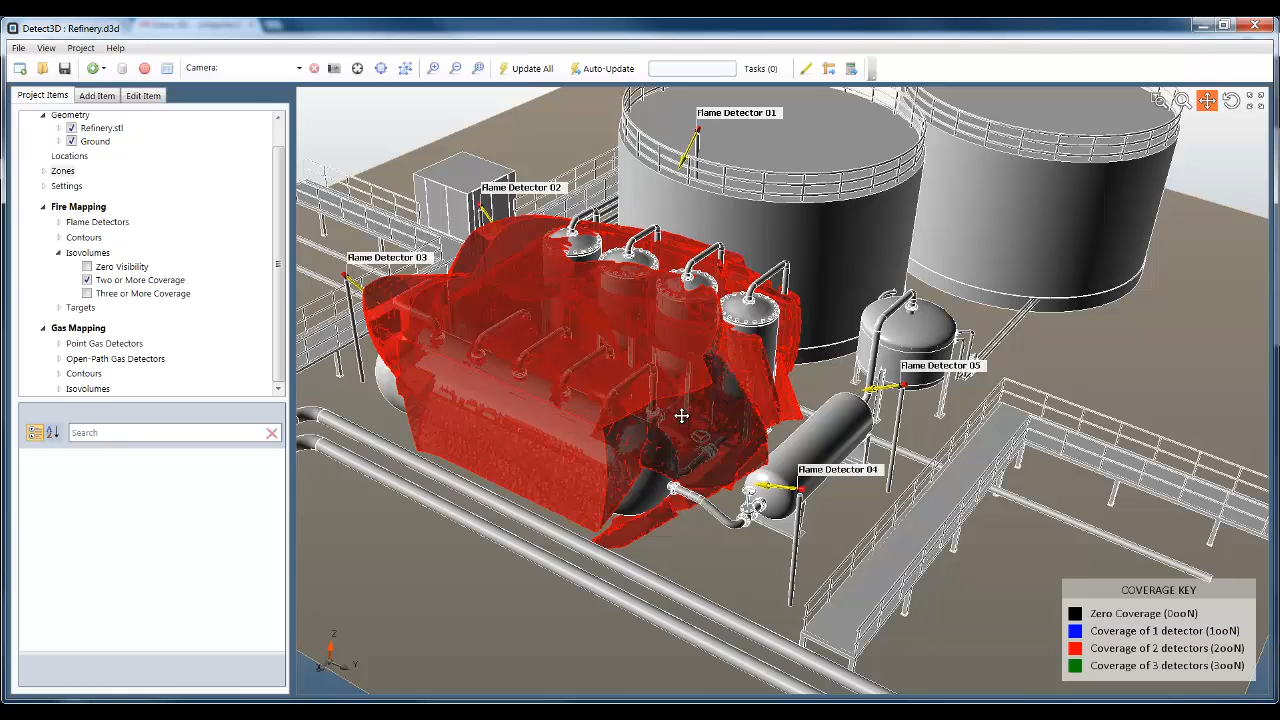 Detect3D : Refinery.d3d
File View Project Help
Camera:
Update All
Auto-Update
Tasks (0)
Project Items Add Item Edit Item
Geometry
Refinery.stl
Ground
Locations
Zones
Settings
Fire Mapping
Flame Detectors
Contours
Isovolumes
Zero Visibility
Two or More Coverage
Three or More Coverage
Targets
Gas Mapping
Point Gas Detectors
Open-Path Gas Detectors
Contours
Isovolumes
Search
Flame Detector 01
Flame Detector 02
Flame Detector 03
Flame Detector 05
Flame Detector 04
Z
Y
X
COVERAGE KEY
Zero Coverage (0ooN)
Coverage of 1 detector (1ooN)
Coverage of 2 detectors (2ooN)
Coverage of 3 detectors (3ooN)